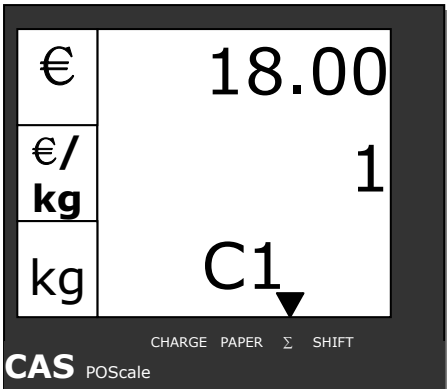 € 18.00
€/ 1
kg
kg C1
CHARGE PAPER Σ SHIFT
CAS POScale